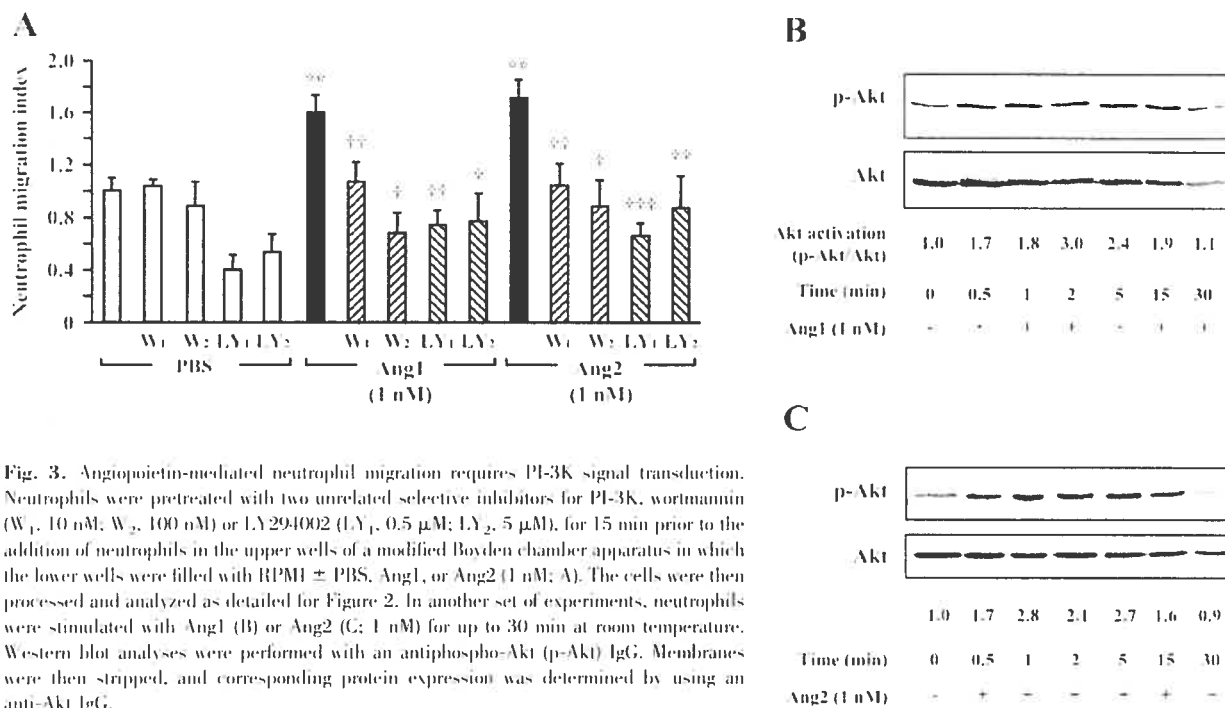 A
Neutrophil migration index
2.0
1.6
1.2
0.8
0.4
0
** †† ‡ ‡‡ ‡ ** ‡‡ ‡ ‡‡‡ ‡‡
W₁ W₂ LY₁ LY₂ W₁ W₂ LY₁ LY₂ W₁ W₂ LY₁ LY₂
PBS Ang1 Ang2
(1 nM) (1 nM)
B
p-Akt
Akt
Akt activation
(p-Akt/Akt)
1.0 1.7 1.8 3.0 2.4 1.9 1.1
Time (min) 0 0.5 1 2 5 15 30
Ang1 (1 nM)
C
p-Akt
Akt
1.0 1.7 2.8 2.1 2.7 1.6 0.9
Time (min) 0 0.5 1 2 5 15 30
Ang2 (1 nM) - + - - - + -
Fig. 3. Angiopoietin-mediated neutrophil migration requires PI-3K signal transduction.
Neutrophils were pretreated with two unrelated selective inhibitors for PI-3K, wortmannin
(W₁, 10 nM; W₂, 100 nM) or LY294002 (LY₁, 0.5 μM; LY₂, 5 μM), for 15 min prior to the
addition of neutrophils in the upper wells of a modified Boyden chamber apparatus in which
the lower wells were filled with RPMI ± PBS, Ang1, or Ang2 (1 nM; A). The cells were then
processed and analyzed as detailed for Figure 2. In another set of experiments, neutrophils
were stimulated with Ang1 (B) or Ang2 (C; 1 nM) for up to 30 min at room temperature.
Western blot analyses were performed with an antiphospho-Akt (p-Akt) IgG. Membranes
were then stripped, and corresponding protein expression was determined by using an
anti-Akt IgG.